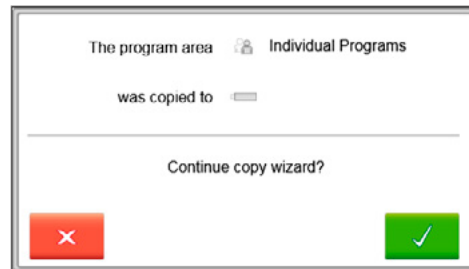 The program area Individual Programs
was copied to
Continue copy wizard?